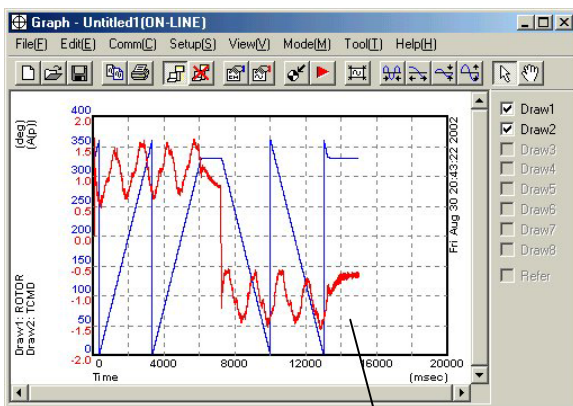 Graph - Untitled1(ON-LINE)
File(F) Edit(E) Comm(C) Setup(S) View(V) Mode(M) Tool(T) Help(H)
(deg)
(A(p))
400
2.0
350
1.5
300
1.0
250
0.5
200
0.0
150
-0.5
100
-1.0
50
-1.5
0
-2.0
Draw1: ROTOR
Draw2: TCMD
0 4000 8000 12000 16000 20000
Time (msec)
Fri Aug 30 20:43:22 2002
Draw1
Draw2
Draw3
Draw4
Draw5
Draw6
Draw7
Draw8
Refer